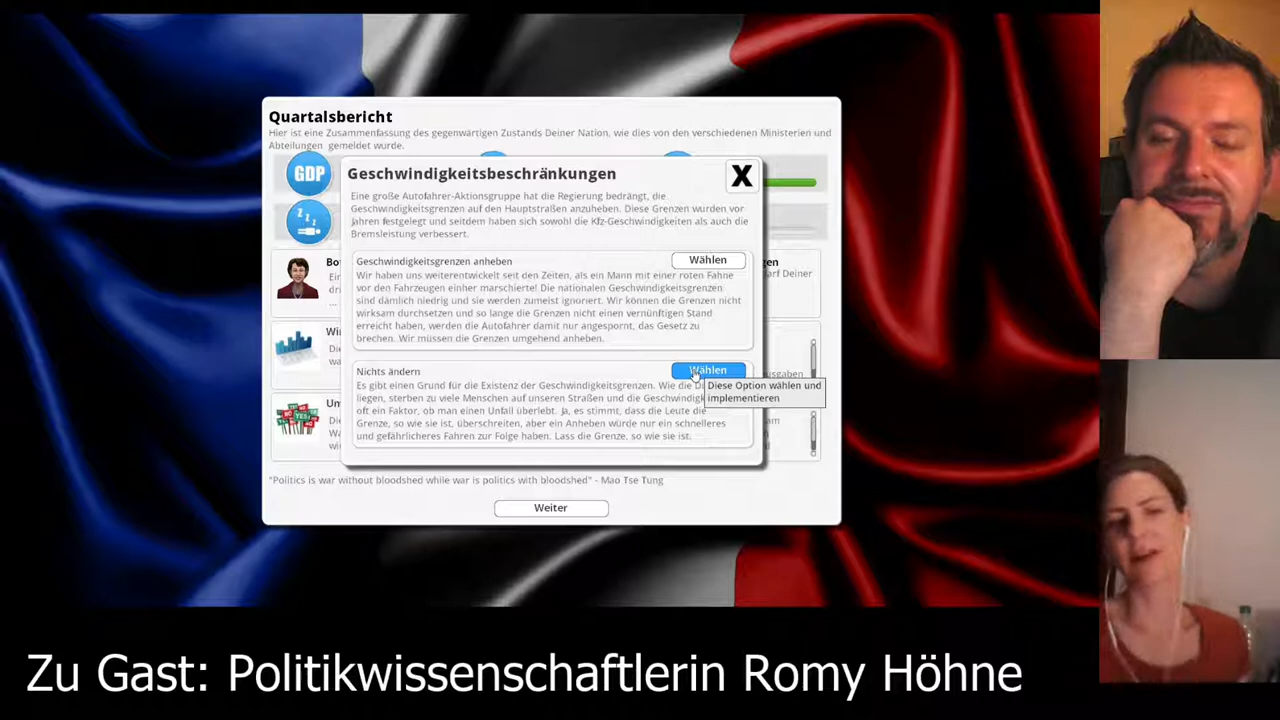 Quartalsbericht
Hier ist eine Zusammenfassung des gegenwärtigen Zustands Deiner Nation, wie dies von den verschiedenen Ministerien und
Abteilungen gemeldet wurde.
GDP
Geschwindigkeitsbeschränkungen
X
Eine große Autofahrer-Aktionsgruppe hat die Regierung bedrängt, die
Geschwindigkeitsgrenzen auf den Hauptstraßen anzuheben. Diese Grenzen wurden vor
Jahren festgelegt und seitdem haben sich sowohl die Kfz-Geschwindigkeiten als auch die
Bremsleistung verbessert.
Geschwindigkeitsgrenzen anheben
Wählen
Wir haben uns weiterentwickelt seit den Zeiten, als ein Mann mit einer roten Fahne
vor den Fahrzeugen einher marschierte! Die nationalen Geschwindigkeitsgrenzen
sind dämlich niedrig und sie werden zumeist ignoriert. Wir können die Grenzen nicht
wirksam durchsetzen und so lange die Grenzen nicht einen vernünftigen Stand
erreicht haben, werden die Autofahrer damit nur angespornt, das Gesetz zu
brechen. Wir müssen die Grenzen umgehend anheben.
Nichts ändern
Wählen
Es gibt einen Grund für die Existenz der Geschwindigkeitsgrenzen. Wie die Di
liegen, sterben zu viele Menschen auf unseren Straßen und die Geschwindigk
oft ein Faktor, ob man einen Unfall überlebt. Ja, es stimmt, dass die Leute die
Grenze, so wie sie ist, überschreiten, aber ein Anheben würde nur ein schnelleres
und gefährlicheres Fahren zur Folge haben. Lass die Grenze, so wie sie ist.
Diese Option wählen und
implementieren
"Politics is war without bloodshed while war is politics with bloodshed" - Mao Tse Tung
Weiter
Zu Gast: Politikwissenschaftlerin Romy Höhne